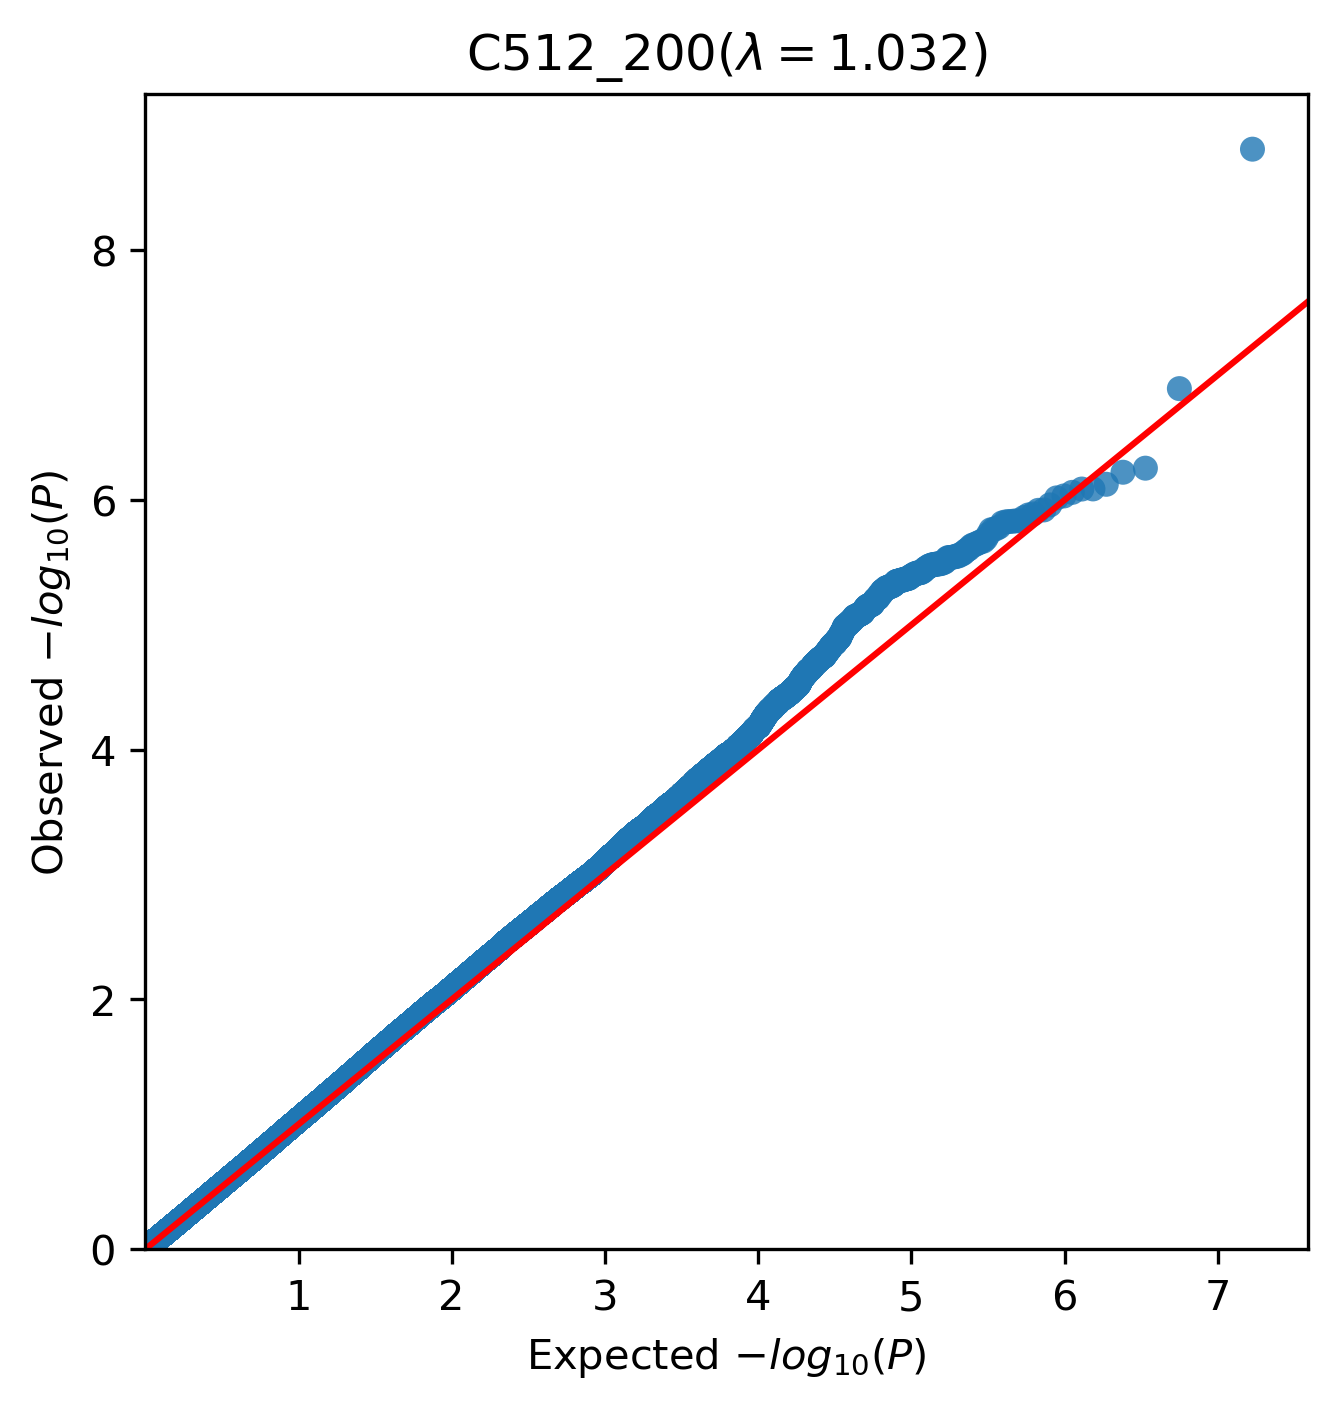 C512_200(λ = 1.032)
Observed −log₁₀(P)
8
6
4
2
0
1 2 3 4 5 6 7
Expected −log₁₀(P)